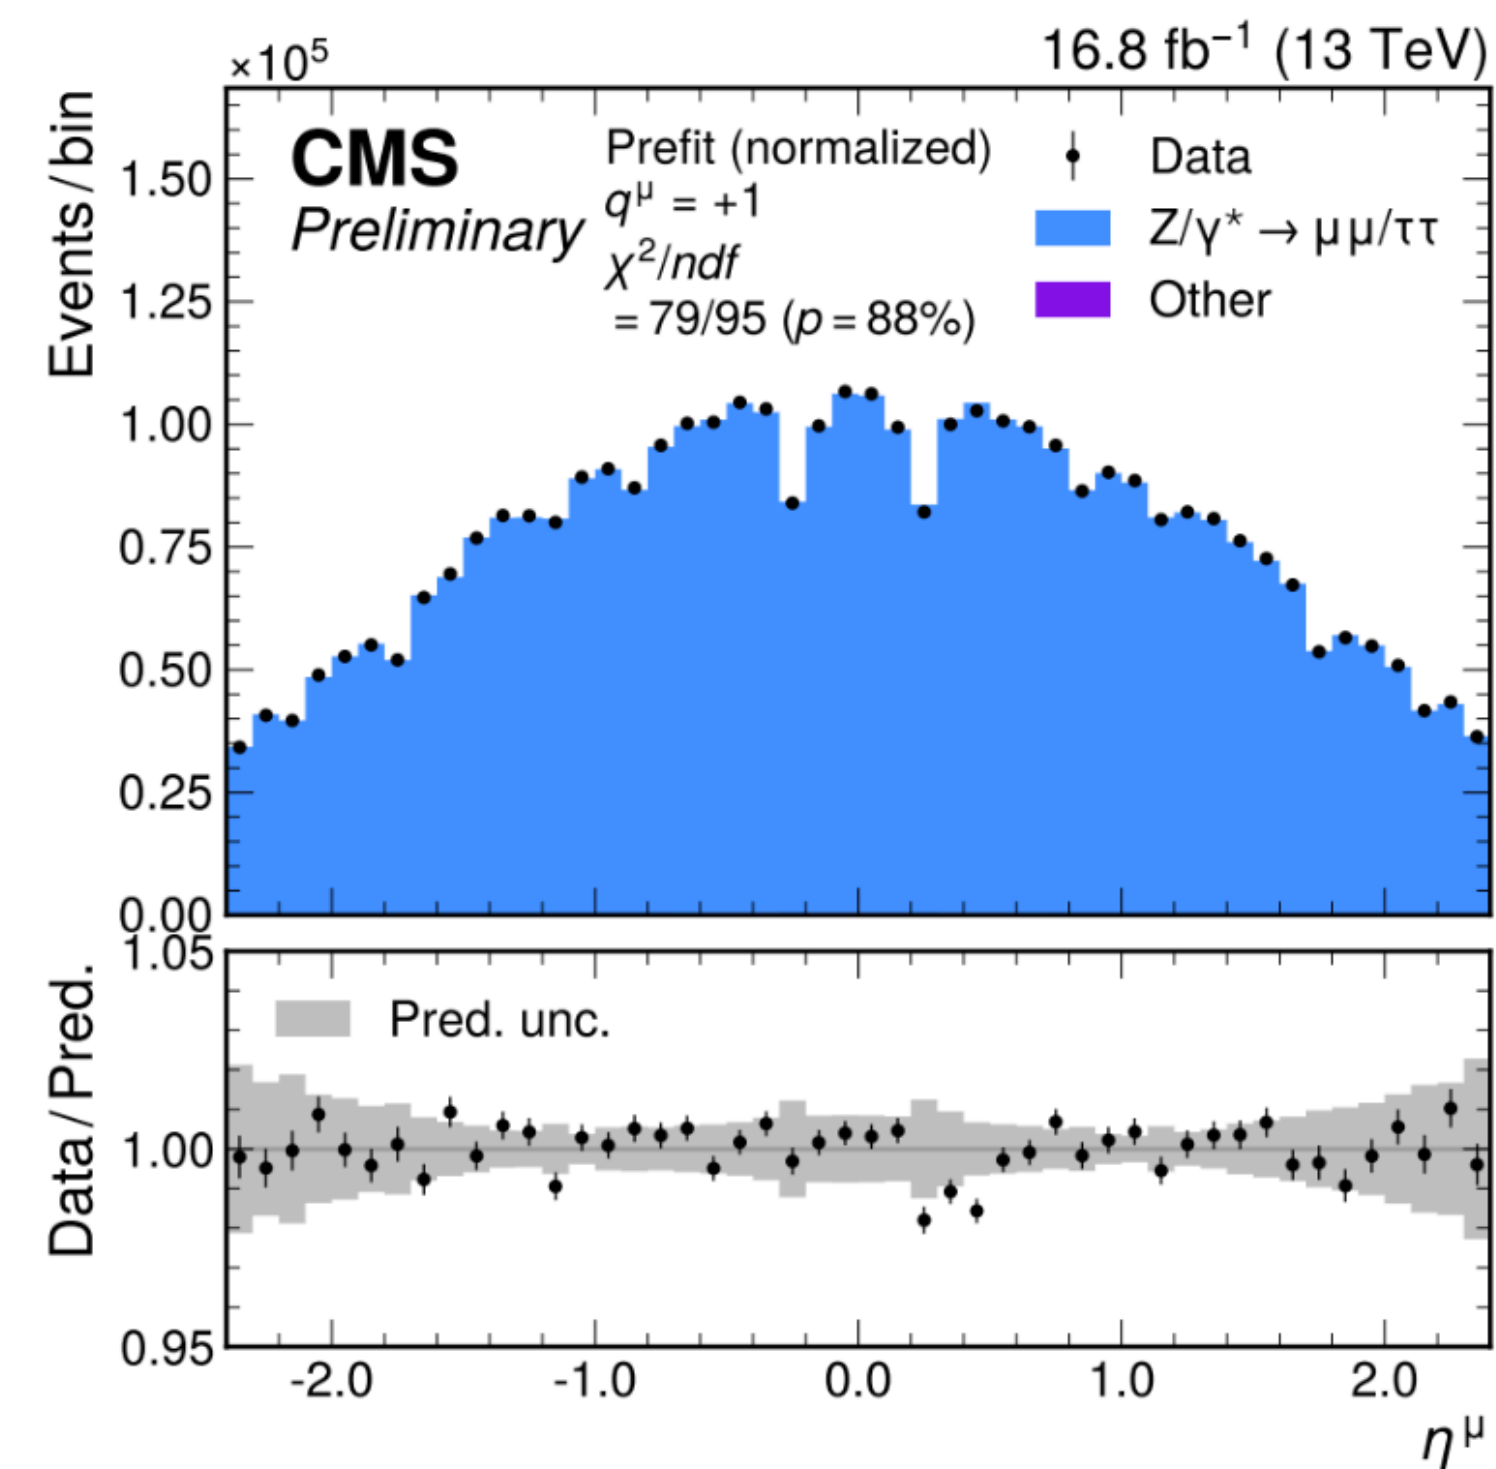 ×10⁵
16.8 fb⁻¹ (13 TeV)
Events / bin
CMS
Preliminary
Prefit (normalized)
qᵘ = +1
χ²/ndf
= 79/95 (p = 88%)
Data
Z/γ* → μμ/ττ
Other
1.50
1.25
1.00
0.75
0.50
0.25
0.00
Data / Pred.
Pred. unc.
1.05
1.00
0.95
-2.0
-1.0
0.0
1.0
2.0
η^μ